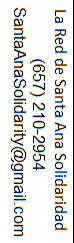 La Red de Santa Ana Solidaridad
(657) 210-2954
SantaAnaSolidarity@gmail.com